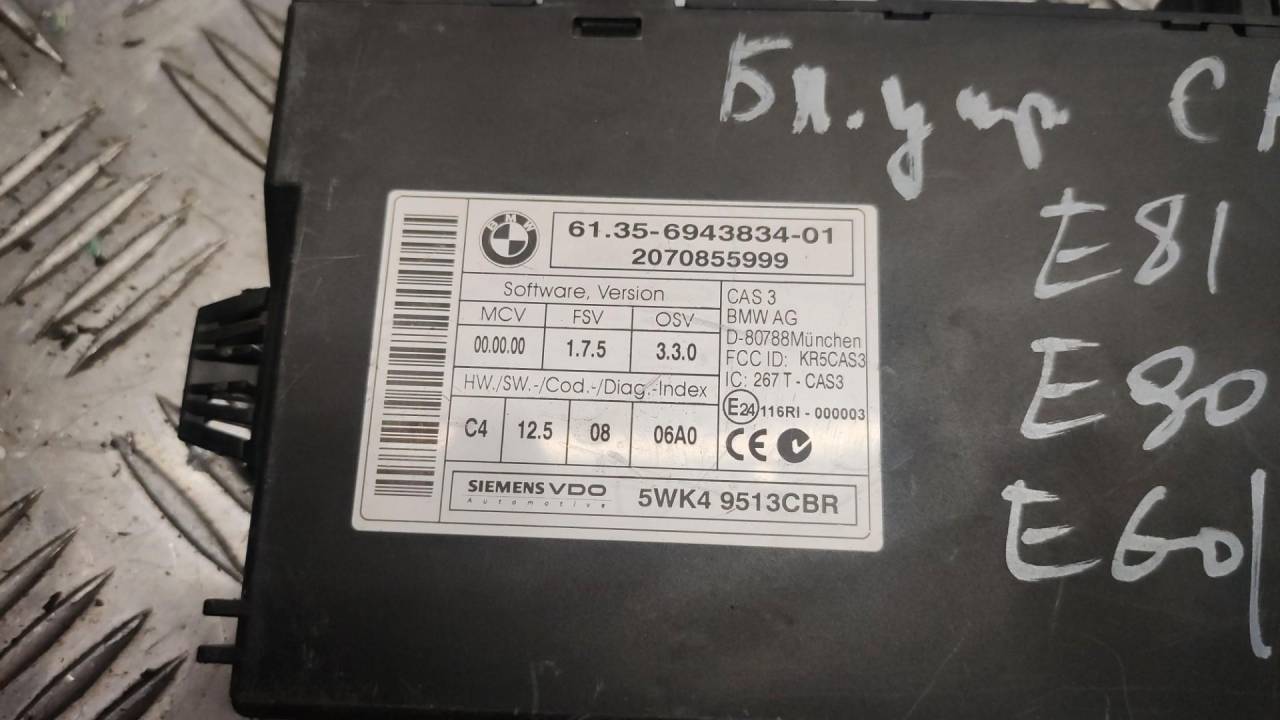 Бл. упр CA
E81
E90
E60/
BMW
61.35-6943834-01
2070855999
Software, Version
MCV FSV OSV
00.00.00 1.7.5 3.3.0
HW./SW.-/Cod.-/Diag.-Index
C4 12.5 08 06A0
CAS 3
BMW AG
D-80788München
FCC ID: KR5CAS3
IC: 267 T - CAS3
E24 116RI - 000003
CE
SIEMENS VDO
Automotive
5WK4 9513CBR